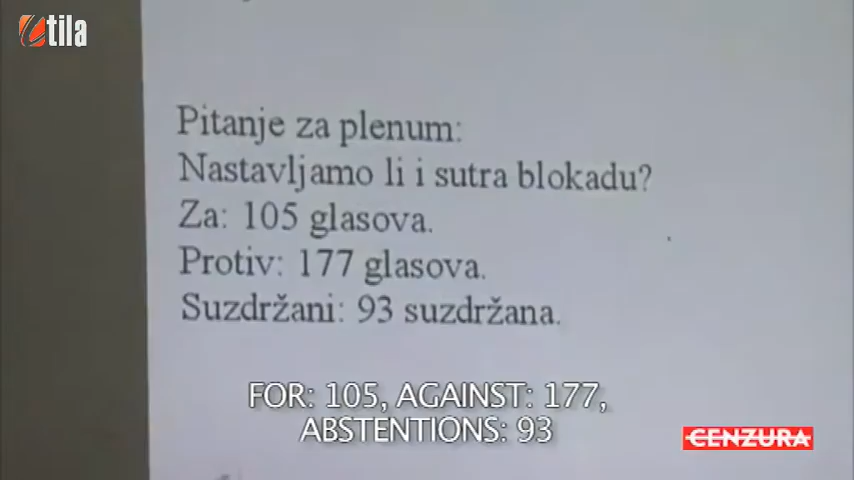 tila
Pitanje za plenum:
Nastavljamo li i sutra blokadu?
Za: 105 glasova.
Protiv: 177 glasova.
Suzdržani: 93 suzdržana.
FOR: 105, AGAINST: 177,
ABSTENTIONS: 93
CENZURA